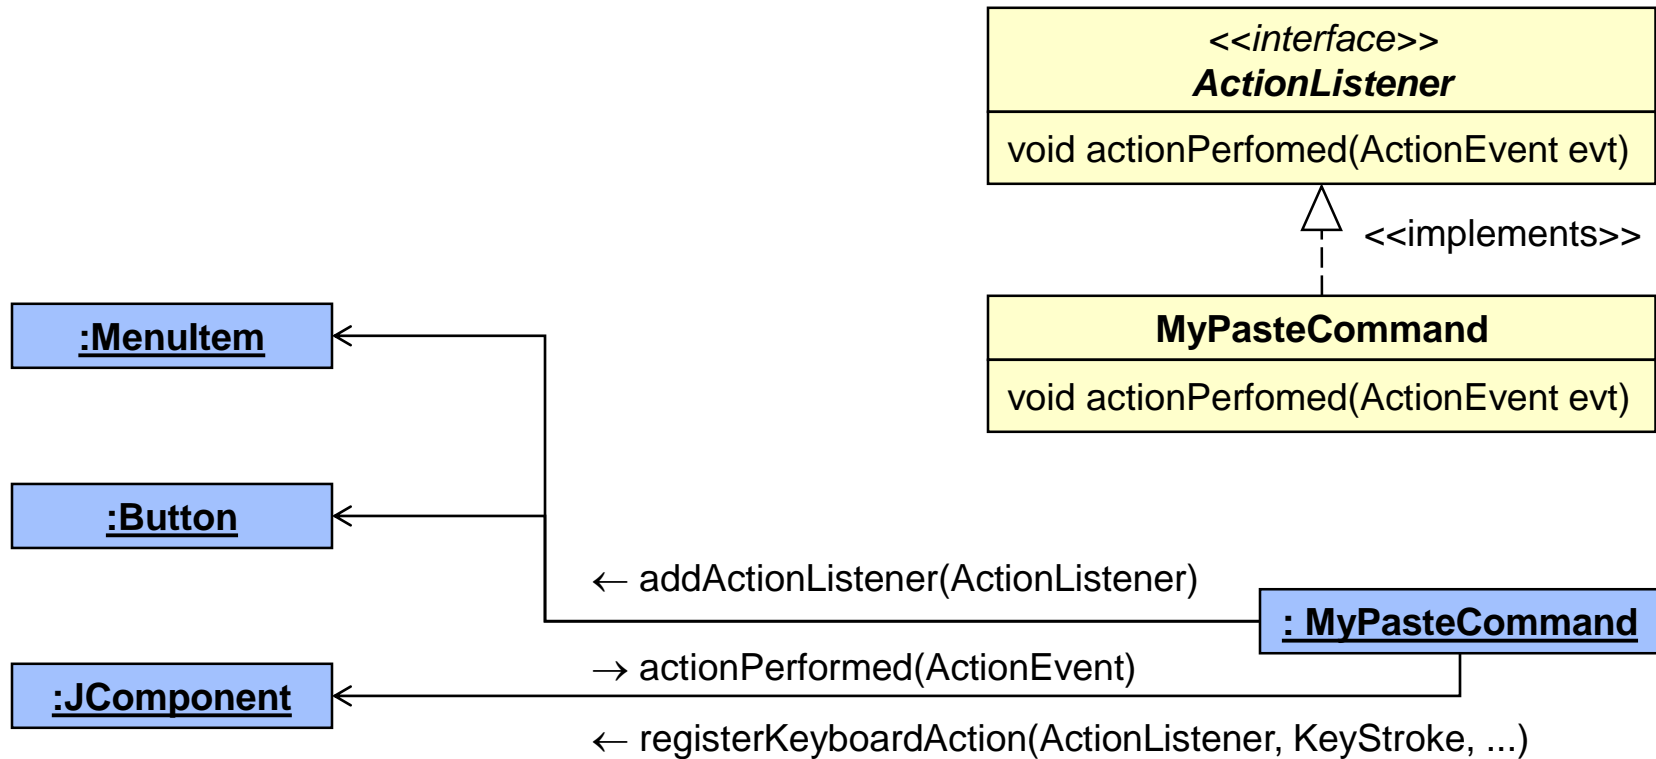 <<interface>>
ActionListener
void actionPerfomed(ActionEvent evt)
<<implements>>
MyPasteCommand
void actionPerfomed(ActionEvent evt)
:MenuItem
:Button
← addActionListener(ActionListener)
: MyPasteCommand
→ actionPerformed(ActionEvent)
:JComponent
← registerKeyboardAction(ActionListener, KeyStroke, ...)